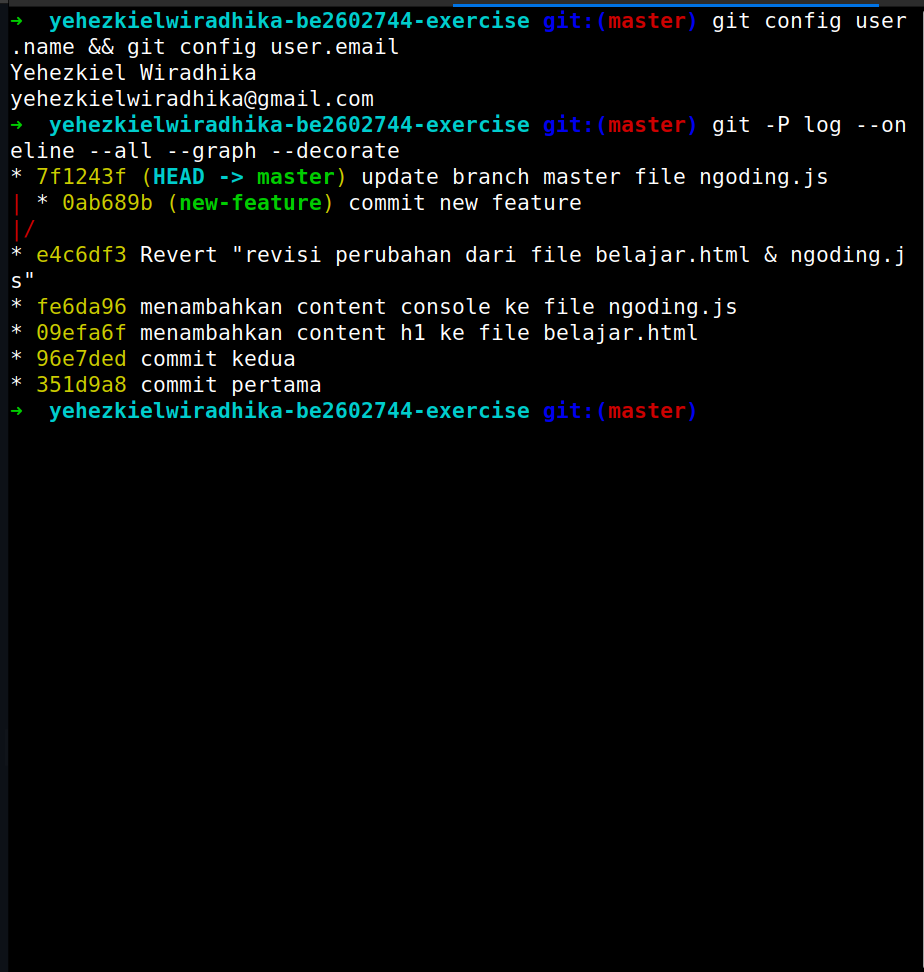 ➜  yehezkielwiradhika-be2602744-exercise git:(master) git config user
.name && git config user.email
Yehezkiel Wiradhika
yehezkielwiradhika@gmail.com
➜  yehezkielwiradhika-be2602744-exercise git:(master) git -P log --on
eline --all --graph --decorate
* 7f1243f (HEAD -> master) update branch master file ngoding.js
| * 0ab689b (new-feature) commit new feature
|/
* e4c6df3 Revert "revisi perubahan dari file belajar.html & ngoding.j
s"
* fe6da96 menambahkan content console ke file ngoding.js
* 09efa6f menambahkan content h1 ke file belajar.html
* 96e7ded commit kedua
* 351d9a8 commit pertama
➜  yehezkielwiradhika-be2602744-exercise git:(master)